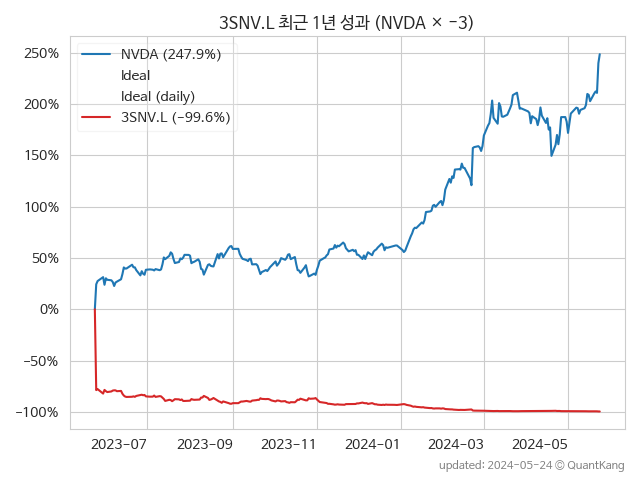 3SNV.L 최근 1년 성과 (NVDA × −3)
250%
200%
150%
100%
50%
0%
−50%
−100%
NVDA (247.9%)
Ideal
Ideal (daily)
3SNV.L (−99.6%)
2023-07
2023-09
2023-11
2024-01
2024-03
2024-05
updated: 2024-05-24 © QuantKang